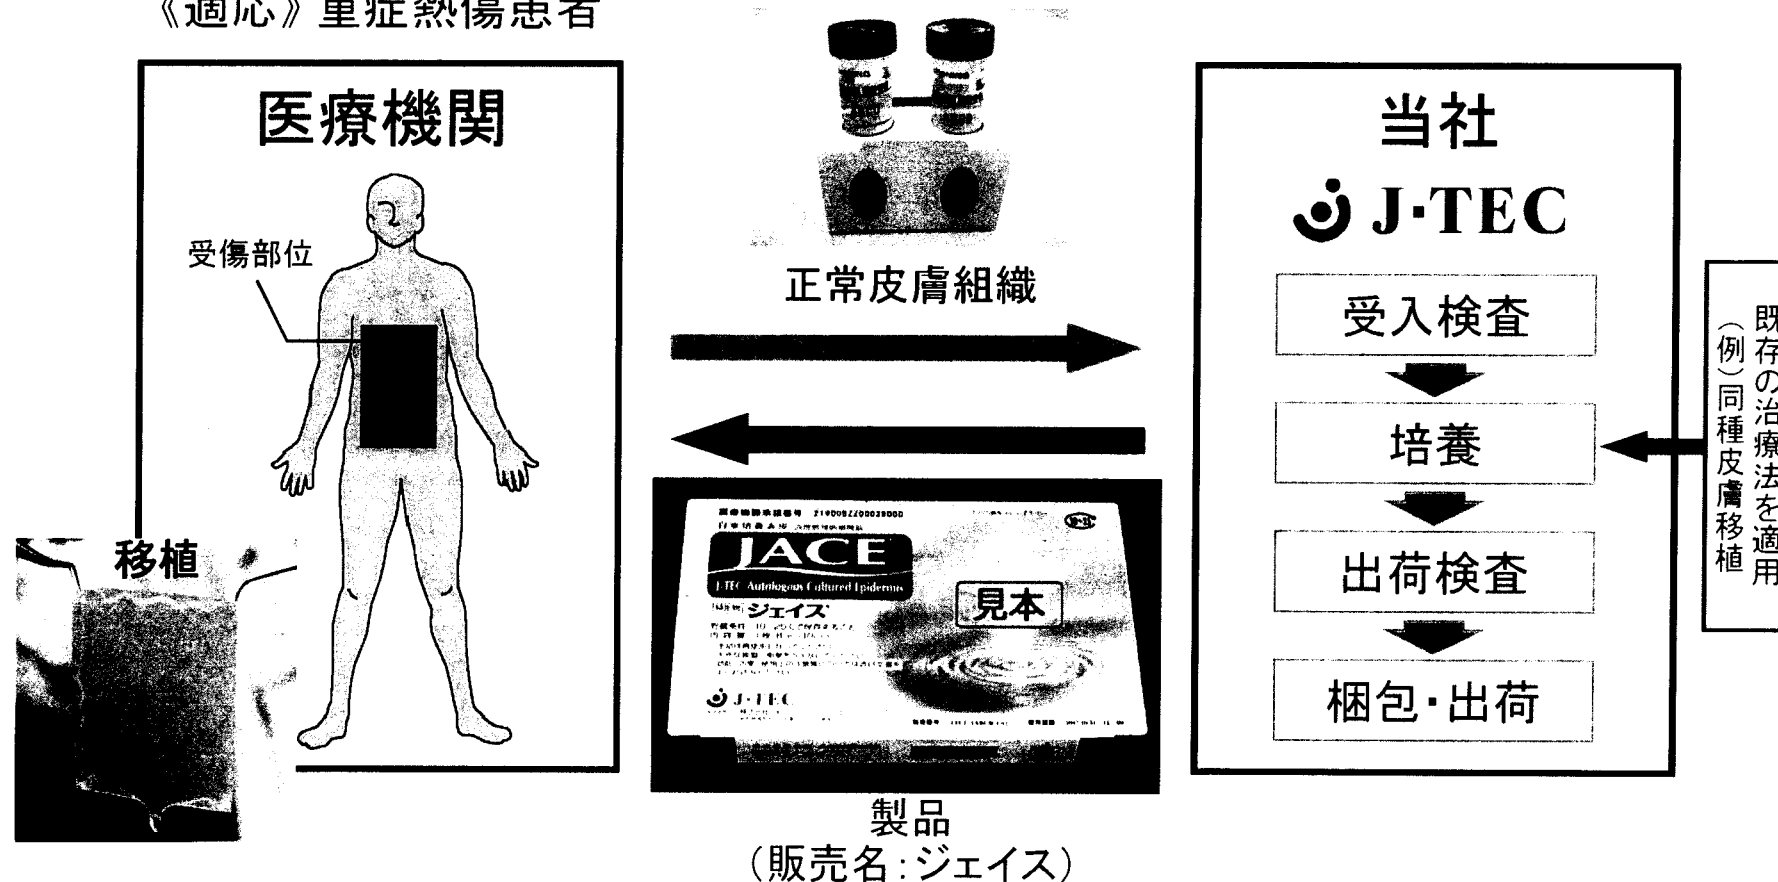 《適応》重症熱傷患者
医療機関
受傷部位
移植
正常皮膚組織
JACE
J-TEC Autologous Cultured Epidermis
ジェイス
見本
J-TEC
製品
（販売名：ジェイス）
当社
J-TEC
受入検査
培養
出荷検査
梱包・出荷
既存の治療法を適用
（例）同種皮膚移植